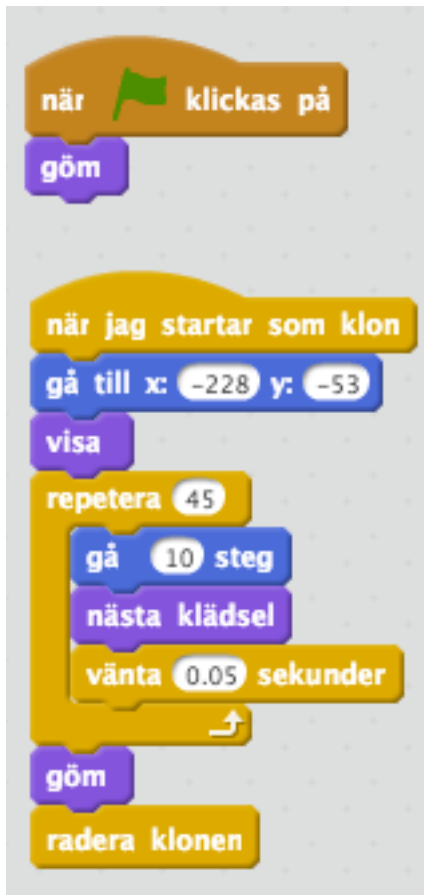 när klickas på
göm
när jag startar som klon
gå till x: -228 y: -53
visa
repetera 45
gå 10 steg
nästa klädsel
vänta 0.05 sekunder
göm
radera klonen